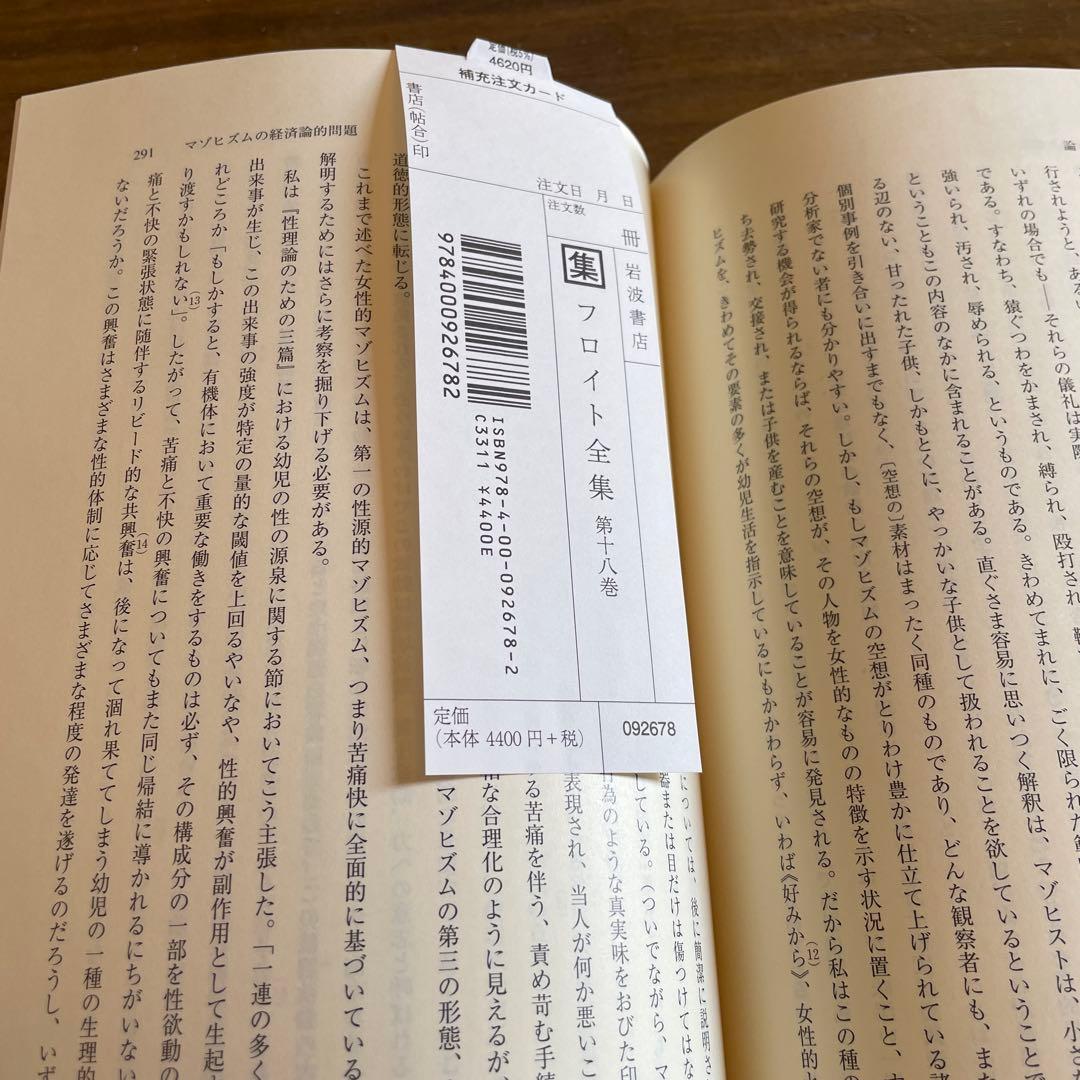 論
行されようと、ある
いずれの場合でも――それらの儀礼は実際
である。すなわち、猿ぐつわをかまされ、縛られ、殴打され、
強いられ、汚され、辱められる、というものである。きわめてまれに、ごく限られた
ということもこの内容のなかに含まれることがある。直ぐさま容易に思いつく解釈は、マゾヒストは、小さな
る辺のない、甘ったれた子供、しかもとくに、やっかいな子供として扱われることを欲しているということで
個別事例を引き合いに出すまでもなく、〔空想の〕素材はまったく同種のものであり、どんな観察者にも、また
分析家でない者にも分かりやすい。しかし、もしマゾヒズムの空想がとりわけ豊かに仕立て上げられている諸
研究する機会が得られるならば、それらの空想が、その人物を女性的なものの特徴を示す状況に置くこと、す
ち去勢され、交接され、または子供を産むことを意味していることが容易に発見される。だから私はこの種の
ヒズムを、きわめてその要素の多くが幼児生活を指示しているにもかかわらず、いわば《好みから》(12)、女性的
については、後に簡潔に説明さ
器または目だけは傷つけてはな
している。(ついでながら、マ
行為のような真実味をおびた印
表現され、当人が何か悪いこ
る苦痛を伴う、責め苛む手続
な合理化のように見えるが、
マゾヒズムの第三の形態、
道徳的形態に転じる。
291
マゾヒズムの経済論的問題
これまで述べた女性的マゾヒズムは、第一の性源的マゾヒズム、つまり苦痛快に全面的に基づいている
解明するためにはさらに考察を掘り下げる必要がある。
私は『性理論のための三篇』における幼児の性の源泉に関する節においてこう主張した。「一連の多く
出来事が生じ、この出来事の強度が特定の量的な閾値を上回るやいなや、性的興奮が副作用として生起
れどころか「もしかすると、有機体において重要な働きをするものは必ず、その構成分の一部を性欲動の
り渡すかもしれない」(13)。したがって、苦痛と不快の興奮についてもまた同じ帰結に導かれるにちがいない
痛と不快の緊張状態に随伴するリビード的な共興奮(14)は、後になって涸れ果ててしまう幼児の一種の生理的
ないだろうか。この興奮はさまざまな性的体制に応じてさまざまな程度の発達を遂げるのだろうし、いず
定価(税5%)
4620円
補充注文カード
書店(帖合)印
注文日 月 日
注文数
冊
岩波書店
集 フロイト全集 第十八巻
9784000926782
ISBN978-4-00-092678-2
C3311 ¥4400E
定価
(本体 4400円+税)
092678